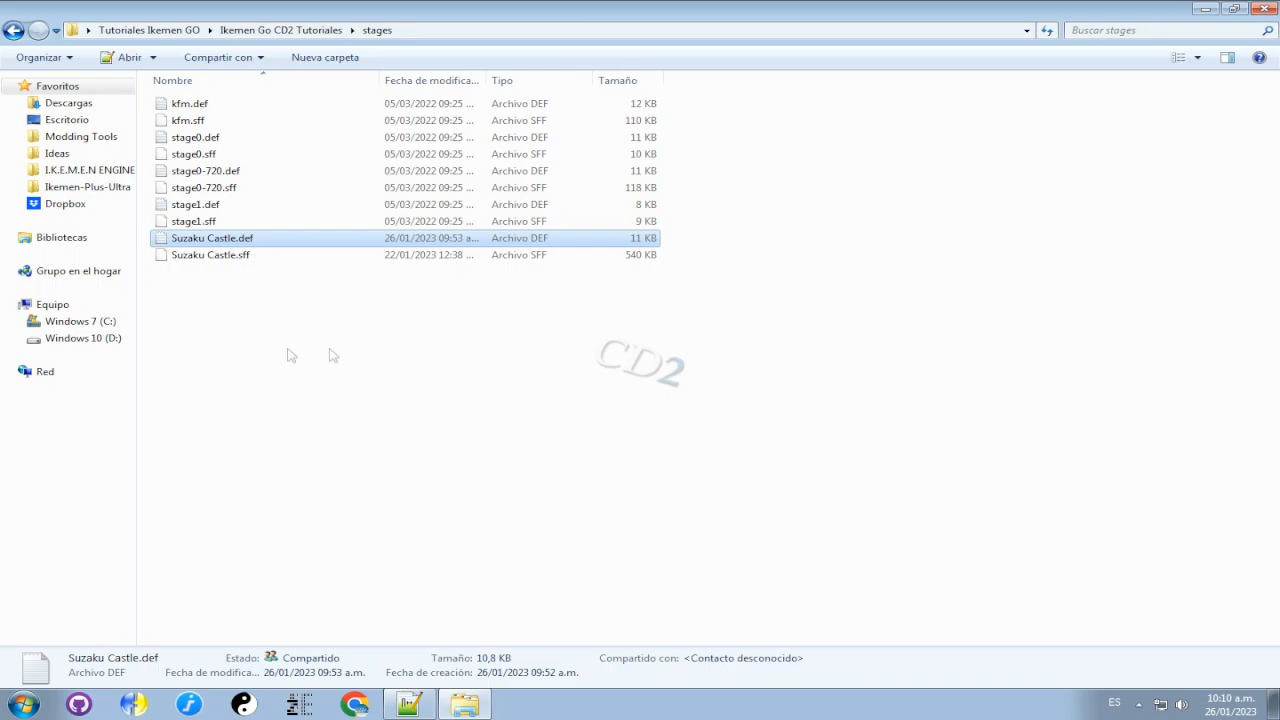 Tutoriales Ikemen GO Ikemen Go CD2 Tutoriales stages Buscar stages
Organizar Abrir Compartir con Nueva carpeta
Nombre Fecha de modifica... Tipo Tamaño
Favoritos
Descargas
Escritorio
Modding Tools
Ideas
I.K.E.M.E.N ENGINE
Ikemen-Plus-Ultra
Dropbox
Bibliotecas
Grupo en el hogar
Equipo
Windows 7 (C:)
Windows 10 (D:)
Red
kfm.def 05/03/2022 09:25 ... Archivo DEF 12 KB
kfm.sff 05/03/2022 09:25 ... Archivo SFF 110 KB
stage0.def 05/03/2022 09:25 ... Archivo DEF 11 KB
stage0.sff 05/03/2022 09:25 ... Archivo SFF 10 KB
stage0-720.def 05/03/2022 09:25 ... Archivo DEF 11 KB
stage0-720.sff 05/03/2022 09:25 ... Archivo SFF 118 KB
stage1.def 05/03/2022 09:25 ... Archivo DEF 8 KB
stage1.sff 05/03/2022 09:25 ... Archivo SFF 9 KB
Suzaku Castle.def 26/01/2023 09:53 a... Archivo DEF 11 KB
Suzaku Castle.sff 22/01/2023 12:38 ... Archivo SFF 540 KB
CD2
Suzaku Castle.def Estado: Compartido Tamaño: 10,8 KB Compartido con: <Contacto desconocido>
Archivo DEF Fecha de modifica... 26/01/2023 09:53 a.m. Fecha de creación: 26/01/2023 09:52 a.m.
ES 10:10 a.m.
26/01/2023